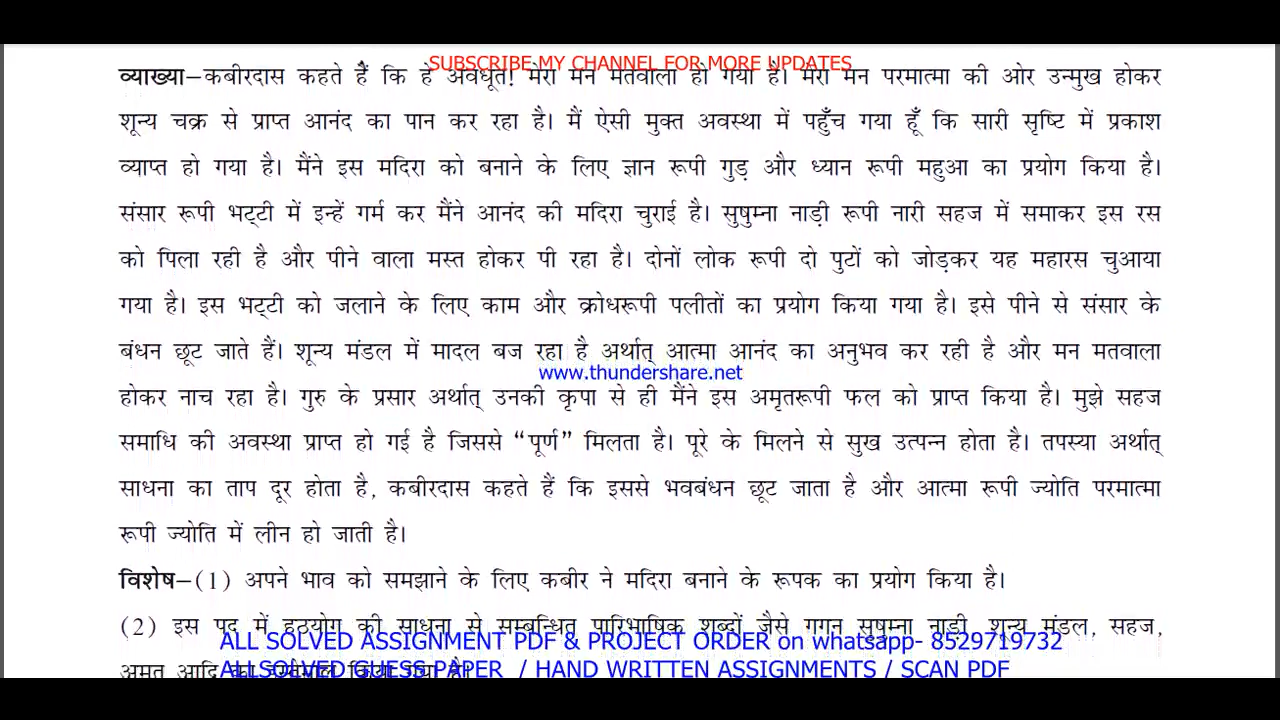 SUBSCRIBE MY CHANNEL FOR MORE UPDATES
व्याख्या–कबीरदास कहते हैं कि हे अवधूत! मेरा मन मतवाला हो गया है। मेरा मन परमात्मा की ओर उन्मुख होकर
शून्य चक्र से प्राप्त आनंद का पान कर रहा है। मैं ऐसी मुक्त अवस्था में पहुँच गया हूँ कि सारी सृष्टि में प्रकाश
व्याप्त हो गया है। मैंने इस मदिरा को बनाने के लिए ज्ञान रूपी गुड़ और ध्यान रूपी महुआ का प्रयोग किया है।
संसार रूपी भट्टी में इन्हें गर्म कर मैंने आनंद की मदिरा चुराई है। सुषुम्ना नाड़ी रूपी नारी सहज में समाकर इस रस
को पिला रही है और पीने वाला मस्त होकर पी रहा है। दोनों लोक रूपी दो पुटों को जोड़कर यह महारस चुआया
गया है। इस भट्टी को जलाने के लिए काम और क्रोधरूपी पलीतों का प्रयोग किया गया है। इसे पीने से संसार के
बंधन छूट जाते हैं। शून्य मंडल में मादल बज रहा है अर्थात् आत्मा आनंद का अनुभव कर रही है और मन मतवाला
www.thundershare.net
होकर नाच रहा है। गुरु के प्रसार अर्थात् उनकी कृपा से ही मैंने इस अमृतरूपी फल को प्राप्त किया है। मुझे सहज
समाधि की अवस्था प्राप्त हो गई है जिससे “पूर्ण” मिलता है। पूरे के मिलने से सुख उत्पन्न होता है। तपस्या अर्थात्
साधना का ताप दूर होता है, कबीरदास कहते हैं कि इससे भवबंधन छूट जाता है और आत्मा रूपी ज्योति परमात्मा
रूपी ज्योति में लीन हो जाती है।
विशेष–(1) अपने भाव को समझाने के लिए कबीर ने मदिरा बनाने के रूपक का प्रयोग किया है।
(2) इस पद में हठयोग की साधना से सम्बन्धित पारिभाषिक शब्दों जैसे गगन सुषुम्ना नाड़ी, शून्य मंडल, सहज,
ALL SOLVED ASSIGNMENT PDF & PROJECT ORDER on whatsapp- 8529719732
अमृत आदि का किया गया है।
ALL SOLVED GUESS PAPER / HAND WRITTEN ASSIGNMENTS / SCAN PDF